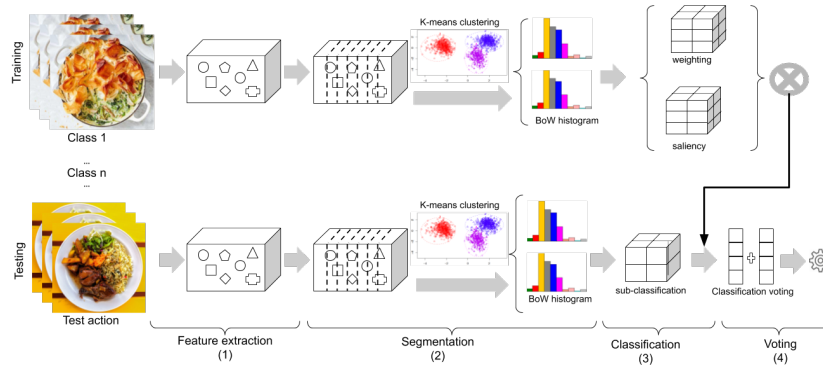 Training
Class 1
...
Class n
...
K-means clustering
BoW histogram
weighting
saliency
Testing
Test action
K-means clustering
BoW histogram
sub-classification
Classification voting
Feature extraction
(1)
Segmentation
(2)
Classification
(3)
Voting
(4)